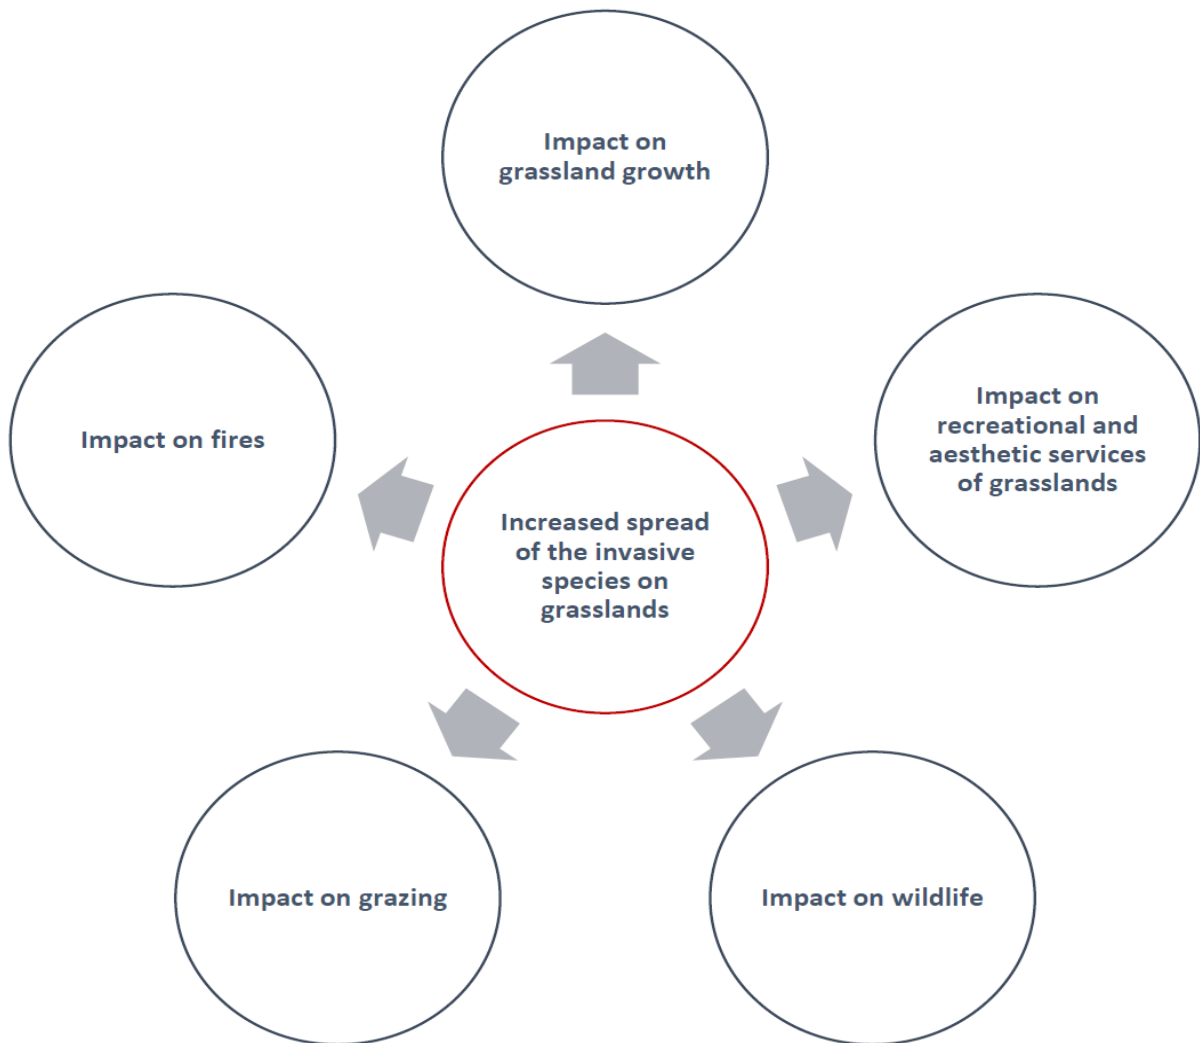 Impact on
grassland growth
Impact on fires
Impact on
recreational and
aesthetic services
of grasslands
Increased spread
of the invasive
species on
grasslands
Impact on grazing
Impact on wildlife